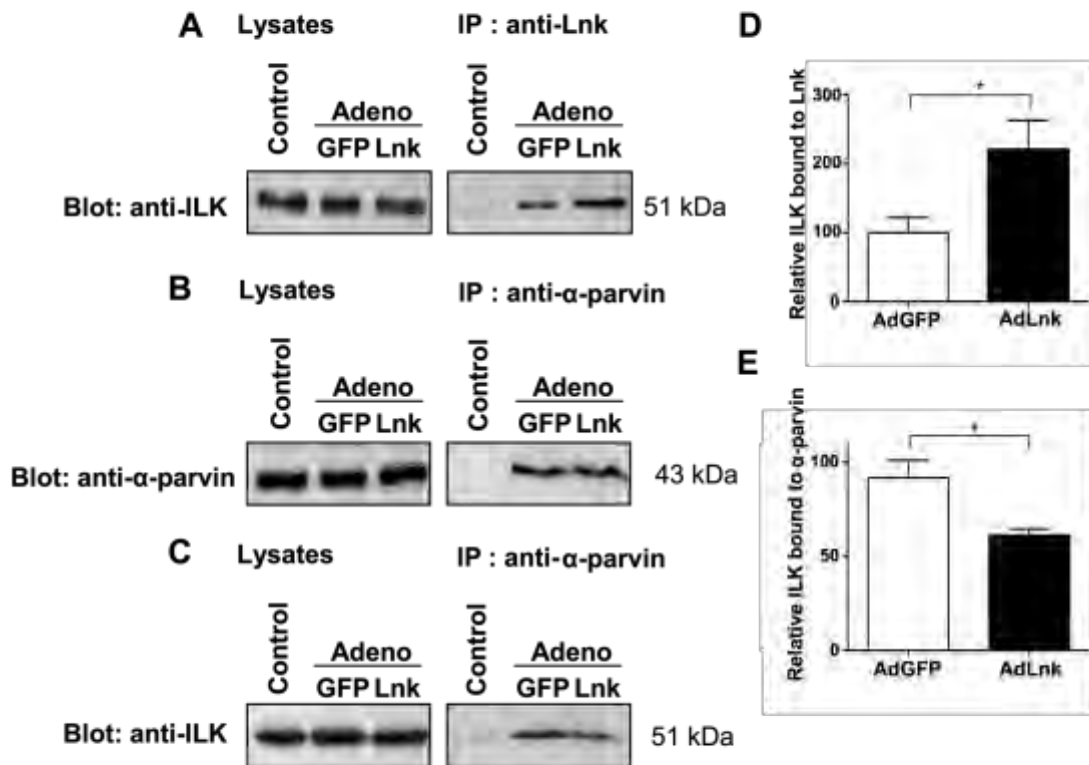 A Lysates IP : anti-Lnk
Control Adeno Control Adeno
GFP Lnk GFP Lnk
Blot: anti-ILK 51 kDa
B Lysates IP : anti-α-parvin
Control Adeno Control Adeno
GFP Lnk GFP Lnk
Blot: anti-α-parvin 43 kDa
C Lysates IP : anti-α-parvin
Control Adeno Control Adeno
GFP Lnk GFP Lnk
Blot: anti-ILK 51 kDa
D
Relative ILK bound to Lnk
300
200
100
0
AdGFP AdLnk
E
Relative ILK bound to α-parvin
100
50
0
AdGFP AdLnk